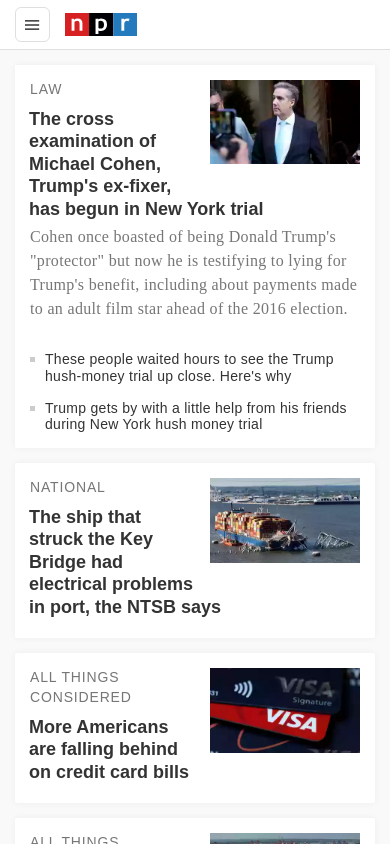 npr
LAW
The cross
examination of
Michael Cohen,
Trump's ex-fixer,
has begun in New York trial
Cohen once boasted of being Donald Trump's
"protector" but now he is testifying to lying for
Trump's benefit, including about payments made
to an adult film star ahead of the 2016 election.
These people waited hours to see the Trump
hush-money trial up close. Here's why
Trump gets by with a little help from his friends
during New York hush money trial
NATIONAL
The ship that
struck the Key
Bridge had
electrical problems
in port, the NTSB says
ALL THINGS
CONSIDERED
VISA
Signature
VISA
More Americans
are falling behind
on credit card bills
ALL THINGS